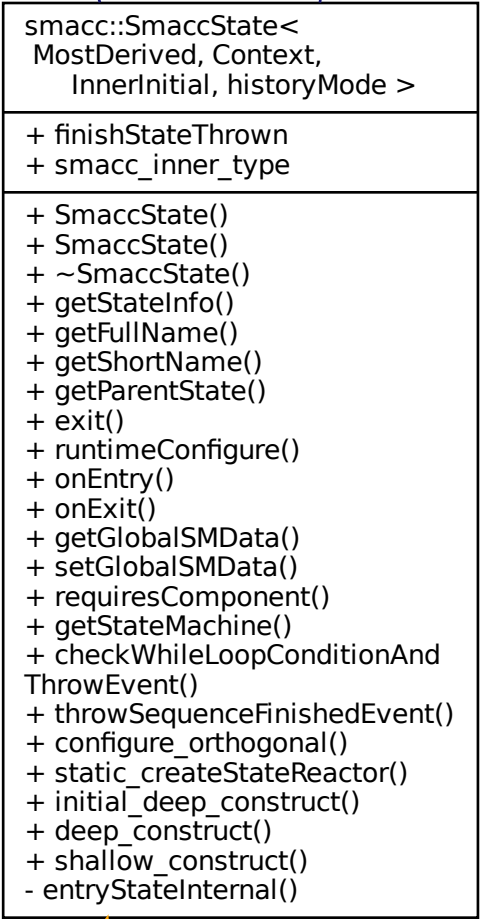 smacc::SmaccState<
MostDerived, Context,
InnerInitial, historyMode >
+ finishStateThrown
+ smacc_inner_type
+ SmaccState()
+ SmaccState()
+ ~SmaccState()
+ getStateInfo()
+ getFullName()
+ getShortName()
+ getParentState()
+ exit()
+ runtimeConfigure()
+ onEntry()
+ onExit()
+ getGlobalSMData()
+ setGlobalSMData()
+ requiresComponent()
+ getStateMachine()
+ checkWhileLoopConditionAnd
ThrowEvent()
+ throwSequenceFinishedEvent()
+ configure_orthogonal()
+ static_createStateReactor()
+ initial_deep_construct()
+ deep_construct()
+ shallow_construct()
- entryStateInternal()